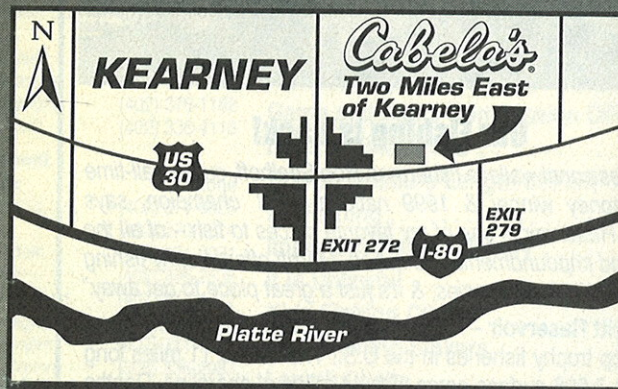 N
KEARNEY
Cabela's
Two Miles East
of Kearney
US
30
EXIT 272
I-80
EXIT
279
Platte River